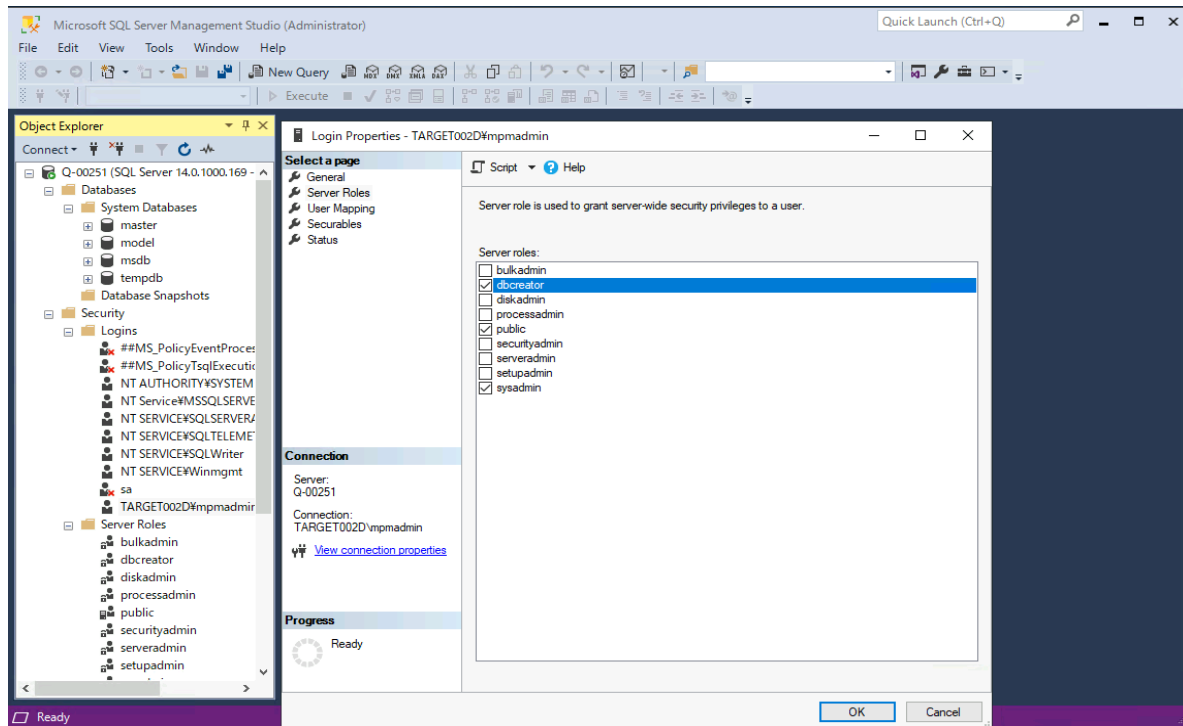 Microsoft SQL Server Management Studio (Administrator)
Quick Launch (Ctrl+Q)
File Edit View Tools Window Help
New Query MDX DMX XMLA DAX
Execute
Object Explorer
Connect
Q-00251 (SQL Server 14.0.1000.169 -
Databases
System Databases
master
model
msdb
tempdb
Database Snapshots
Security
Logins
##MS_PolicyEventProces
##MS_PolicyTsqlExecutio
NT AUTHORITY¥SYSTEM
NT Service¥MSSQLSERVE
NT SERVICE¥SQLSERVERA
NT SERVICE¥SQLTELEMET
NT SERVICE¥SQLWriter
NT SERVICE¥Winmgmt
sa
TARGET002D¥mpmadmin
Server Roles
bulkadmin
dbcreator
diskadmin
processadmin
public
securityadmin
serveradmin
setupadmin
Login Properties - TARGET002D¥mpmadmin
Select a page
General
Server Roles
User Mapping
Securables
Status
Connection
Server:
Q-00251
Connection:
TARGET002D\mpmadmin
View connection properties
Progress
Ready
Script Help
Server role is used to grant server-wide security privileges to a user.
Server roles:
bulkadmin
dbcreator
diskadmin
processadmin
public
securityadmin
serveradmin
setupadmin
sysadmin
OK Cancel
Ready